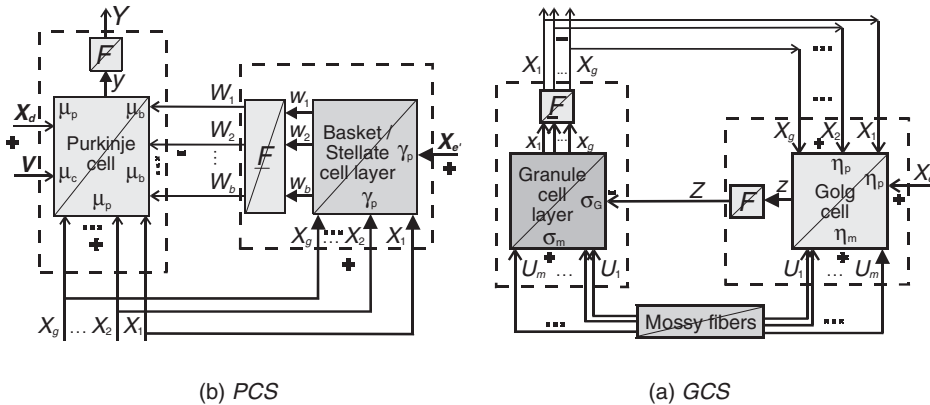 Y
F
y
X_d
V
μ_p
μ_b
Purkinje
cell
μ_c
μ_b
μ_p
W_1
W_2
W_b
F
w_1
w_2
w_b
Basket /
Stellate
cell layer
γ_p
γ_p
X_e'
X_g ... X_2 X_1
X_g ... X_2 X_1
(b) PCS
X_1 ... X_g
F
x_1 ... x_g
Granule
cell
layer
σ_G
σ_m
Z
F
z
X_g X_2 X_1
η_p
η_p
Golg
cell
η_m
U_m ... U_1
U_1 ... U_m
Mossy fibers
(a) GCS